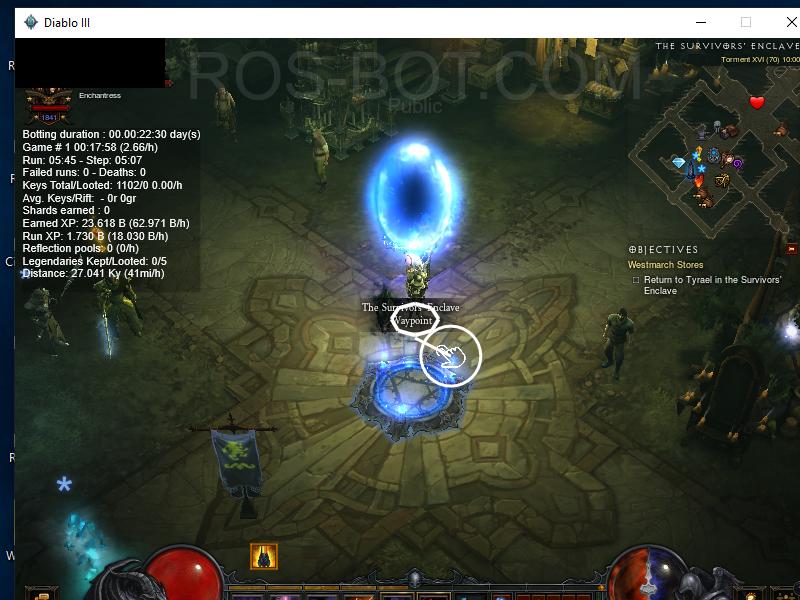 Diablo III
THE SURVIVORS' ENCLAVE
Torment XVI (70) 10:00
ROS-BOT.COM
Public
Enchantress
1841
Botting duration : 00.00:22:30 day(s)
Game # 1 00:17:58 (2.66/h)
Run: 05:45 - Step: 05:07
Failed runs: 0 - Deaths: 0
Keys Total/Looted: 1102/0 0.00/h
Avg. Keys/Rift:  - 0r 0gr
Shards earned : 0
Earned XP: 23.618 B (62.971 B/h)
Run XP: 1.730 B (18.030 B/h)
Reflection pools: 0 (0/h)
Legendaries Kept/Looted: 0/5
Distance: 27.041 Ky (41mi/h)
OBJECTIVES
Westmarch Stores
Return to Tyrael in the Survivors'
Enclave
The Survivors' Enclave
Waypoint
R
R
C
R
W